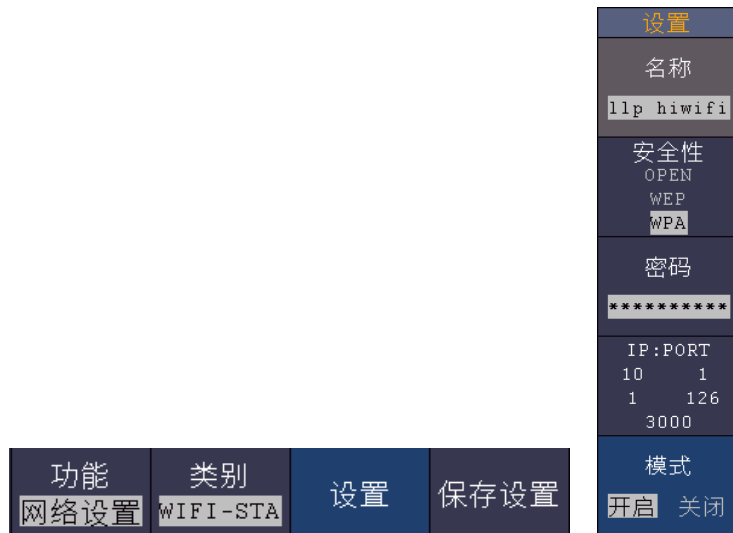 设置
名称
llp hiwifi
安全性
OPEN
WEP
WPA
密码
**********
IP:PORT
10 1
1 126
3000
模式
开启 关闭
功能 类别 设置 保存设置
网络设置 WIFI-STA